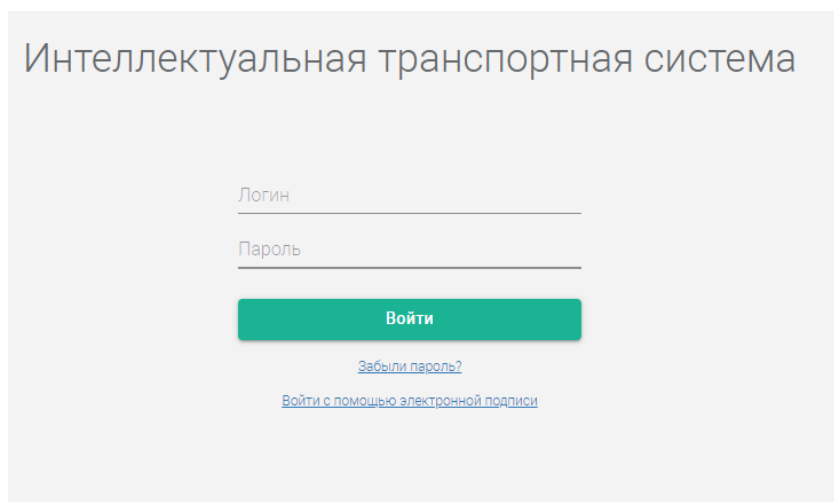 Интеллектуальная транспортная система
Логин
Пароль
Войти
Забыли пароль?
Войти с помощью электронной подписи